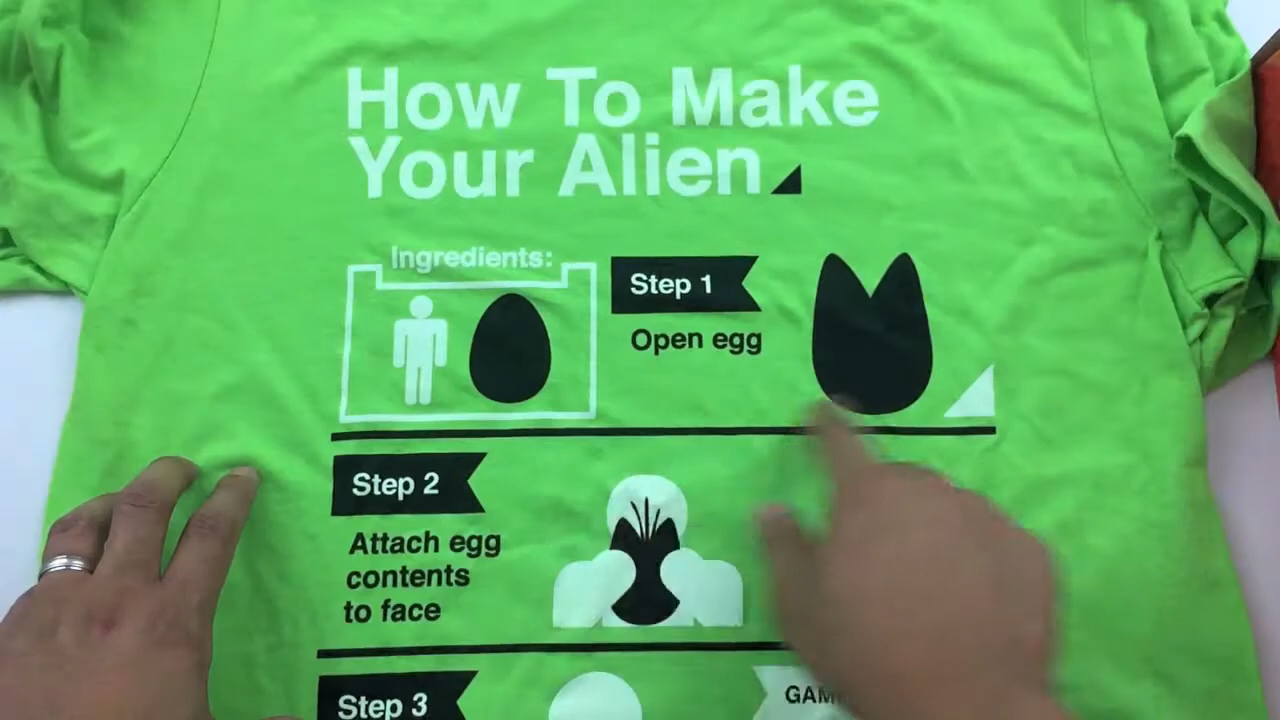 How To Make
Your Alien
Ingredients:
Step 1
Open egg
Step 2
Attach egg
contents
to face
Step 3